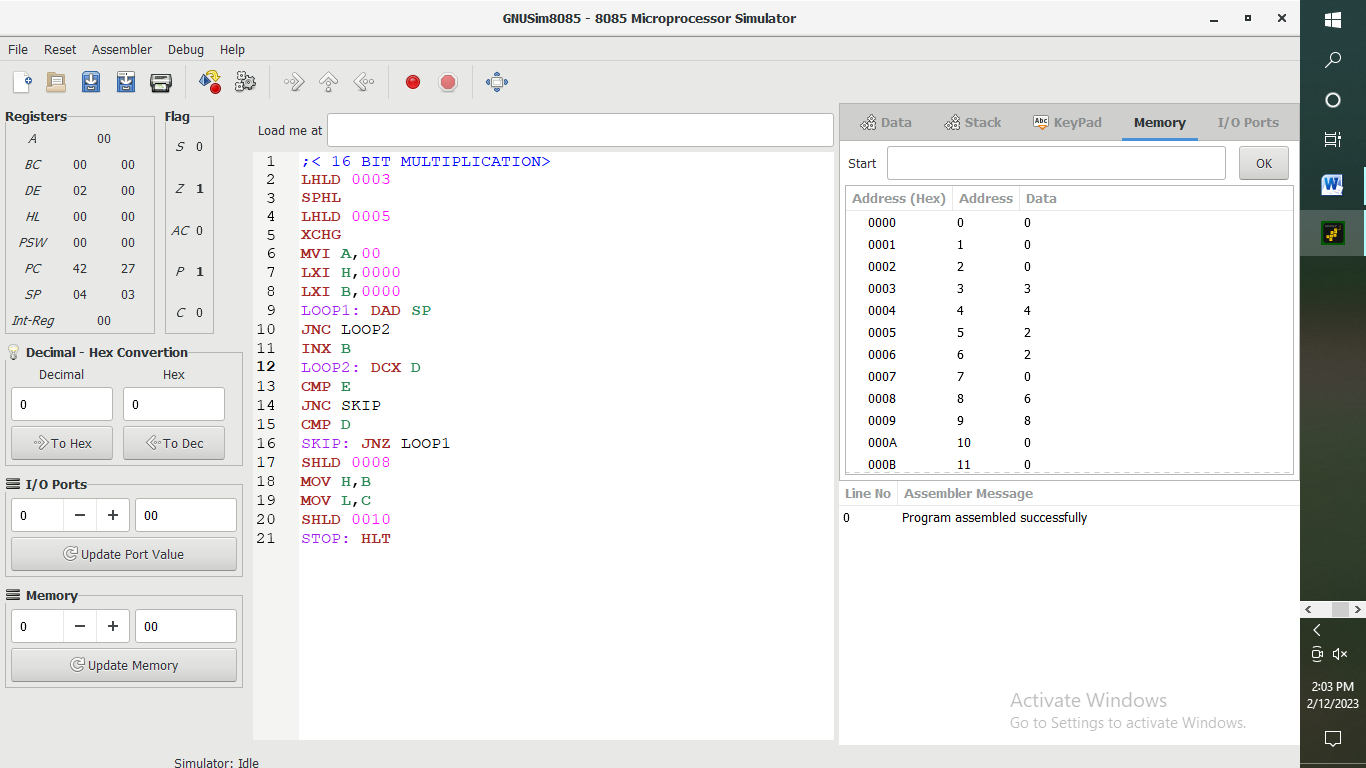 GNUSim8085 - 8085 Microprocessor Simulator
File Reset Assembler Debug Help
Registers
A 00
BC 00 00
DE 02 00
HL 00 00
PSW 00 00
PC 42 27
SP 04 03
Int-Reg 00
Flag
S 0
Z 1
AC 0
P 1
C 0
Decimal - Hex Convertion
Decimal Hex
0 0
To Hex To Dec
I/O Ports
0 00
Update Port Value
Memory
0 00
Update Memory
Load me at
1 ;< 16 BIT MULTIPLICATION>
2 LHLD 0003
3 SPHL
4 LHLD 0005
5 XCHG
6 MVI A,00
7 LXI H,0000
8 LXI B,0000
9 LOOP1: DAD SP
10 JNC LOOP2
11 INX B
12 LOOP2: DCX D
13 CMP E
14 JNC SKIP
15 CMP D
16 SKIP: JNZ LOOP1
17 SHLD 0008
18 MOV H,B
19 MOV L,C
20 SHLD 0010
21 STOP: HLT
Data Stack Abc KeyPad Memory I/O Ports
Start OK
Address (Hex) Address Data
0000 0 0
0001 1 0
0002 2 0
0003 3 3
0004 4 4
0005 5 2
0006 6 2
0007 7 0
0008 8 6
0009 9 8
000A 10 0
000B 11 0
Line No Assembler Message
0 Program assembled successfully
Activate Windows
Go to Settings to activate Windows.
Simulator: Idle
2:03 PM
2/12/2023